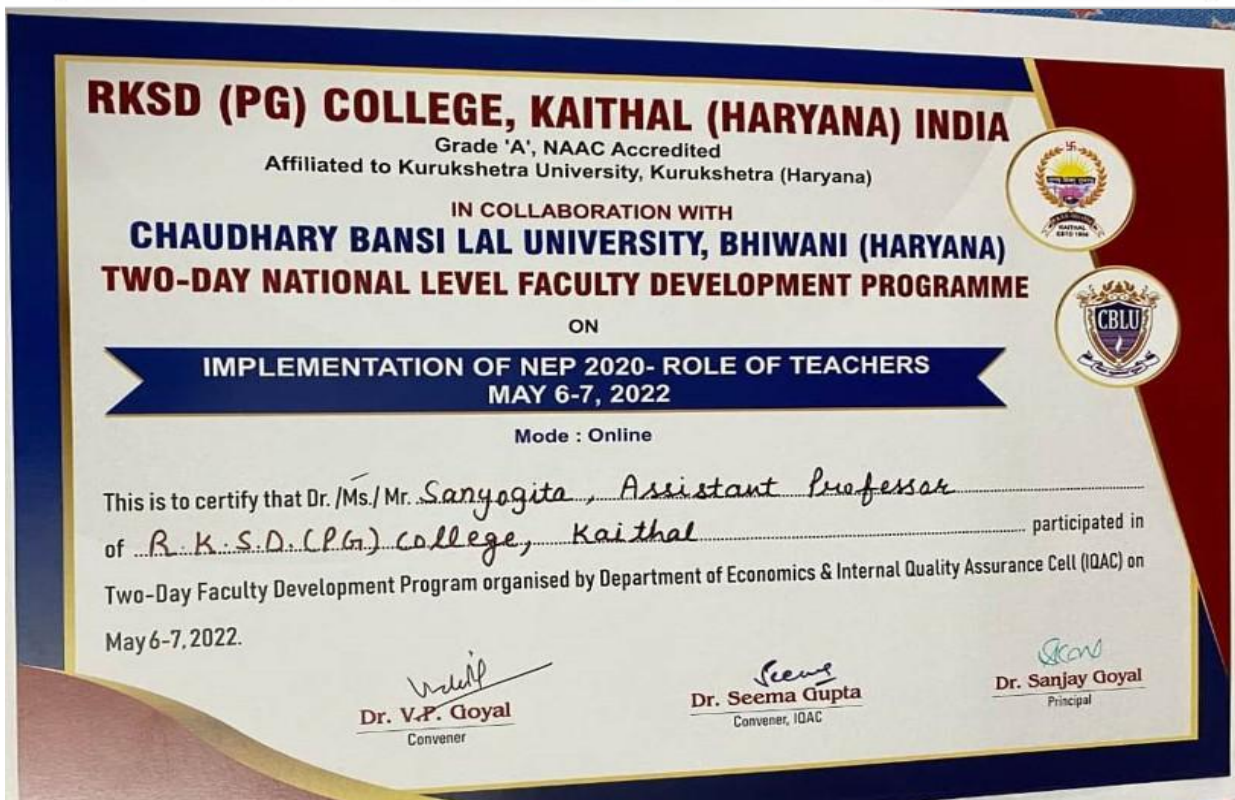 RKSD (PG) COLLEGE, KAITHAL (HARYANA) INDIA
Grade 'A', NAAC Accredited
Affiliated to Kurukshetra University, Kurukshetra (Haryana)
IN COLLABORATION WITH
CHAUDHARY BANSI LAL UNIVERSITY, BHIWANI (HARYANA)
TWO-DAY NATIONAL LEVEL FACULTY DEVELOPMENT PROGRAMME
CBLU
ON
IMPLEMENTATION OF NEP 2020- ROLE OF TEACHERS
MAY 6-7, 2022
Mode : Online
This is to certify that Dr./Ms./Mr. Sanyogita, Assistant Professor
of R.K.S.D.(PG) College, Kaithal participated in
Two-Day Faculty Development Program organised by Department of Economics & Internal Quality Assurance Cell (IQAC) on
May 6-7, 2022.
Dr. V.P. Goyal
Convener
Seema
Dr. Seema Gupta
Convener, IQAC
Dr. Sanjay Goyal
Principal